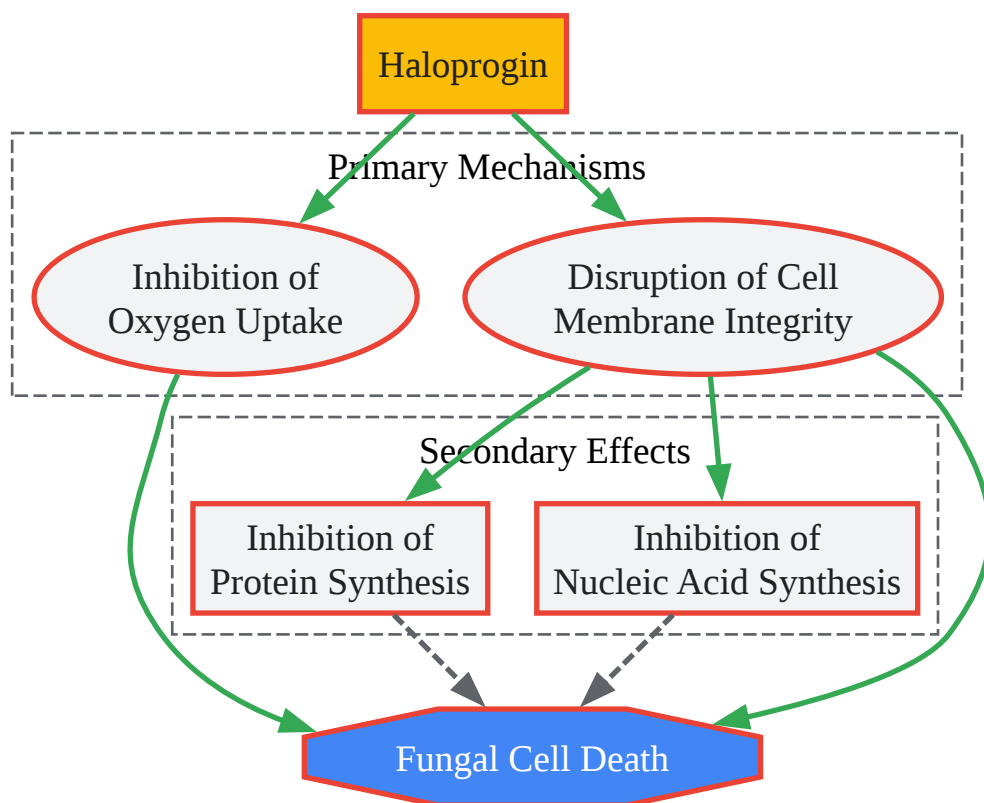 Haloprogin
Primary Mechanisms
Inhibition of
Oxygen Uptake
Disruption of Cell
Membrane Integrity
Secondary Effects
Inhibition of
Protein Synthesis
Inhibition of
Nucleic Acid Synthesis
Fungal Cell Death